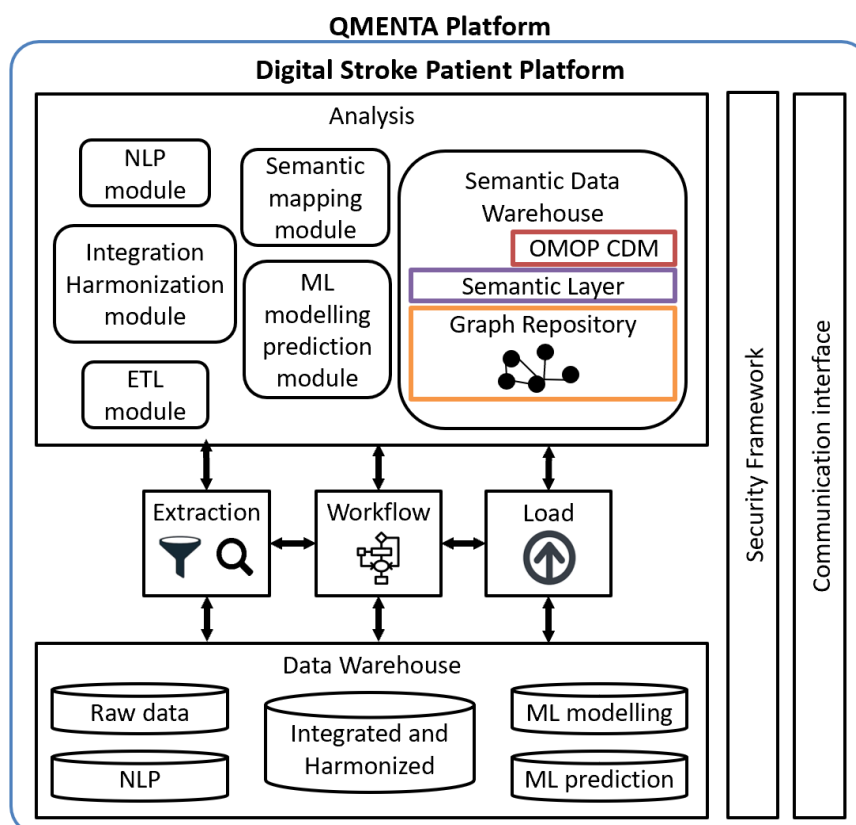 QMENTA Platform
Digital Stroke Patient Platform
Analysis
NLP
module
Semantic
mapping
module
Integration
Harmonization
module
ML
modelling
prediction
module
ETL
module
Semantic Data
Warehouse
OMOP CDM
Semantic Layer
Graph Repository
Extraction
Workflow
Load
Data Warehouse
Raw data
NLP
Integrated and
Harmonized
ML modelling
ML prediction
Security Framework
Communication interface